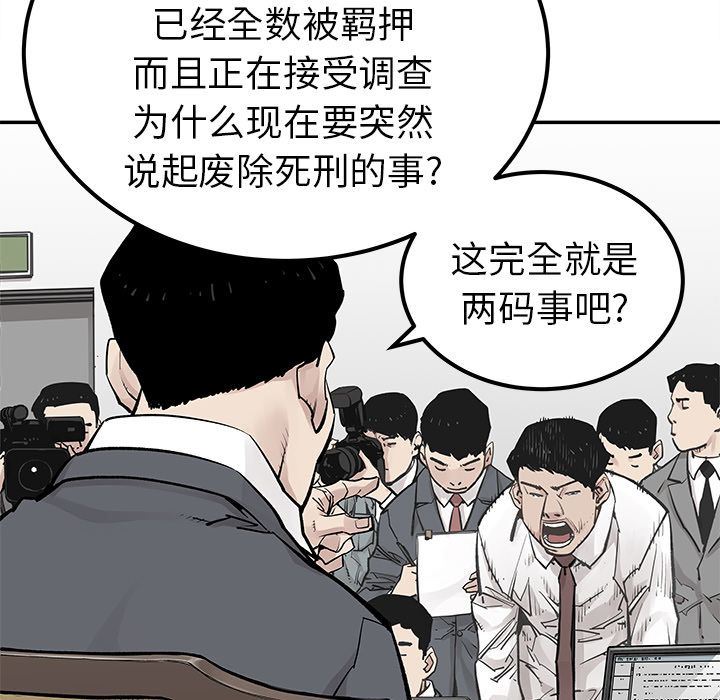 已经全数被羁押
而且正在接受调查
为什么现在要突然
说起废除死刑的事?
这完全就是
两码事吧?